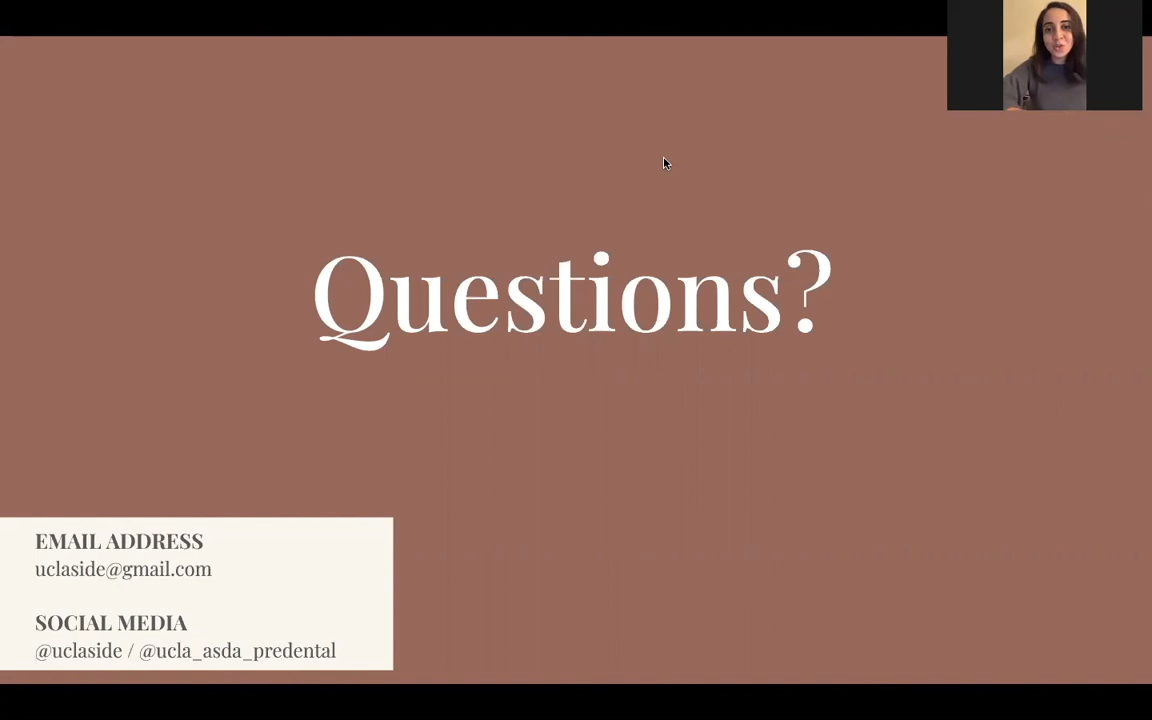 Questions?
EMAIL ADDRESS
uclaside@gmail.com
SOCIAL MEDIA
@uclaside / @ucla_asda_predental